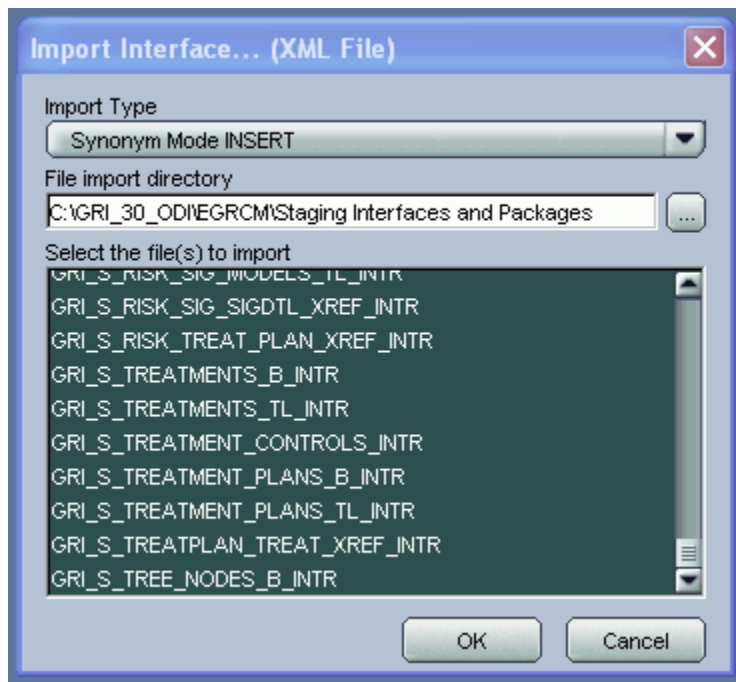 Import Interface... (XML File)
Import Type
Synonym Mode INSERT
File import directory
C:\GRI_30_ODI\EGRCM\Staging Interfaces and Packages
...
Select the file(s) to import
GRI_S_RISK_SIG_MODELS_TL_INTR
GRI_S_RISK_SIG_SIGDTL_XREF_INTR
GRI_S_RISK_TREAT_PLAN_XREF_INTR
GRI_S_TREATMENTS_B_INTR
GRI_S_TREATMENTS_TL_INTR
GRI_S_TREATMENT_CONTROLS_INTR
GRI_S_TREATMENT_PLANS_B_INTR
GRI_S_TREATMENT_PLANS_TL_INTR
GRI_S_TREATPLAN_TREAT_XREF_INTR
GRI_S_TREE_NODES_B_INTR
OK
Cancel